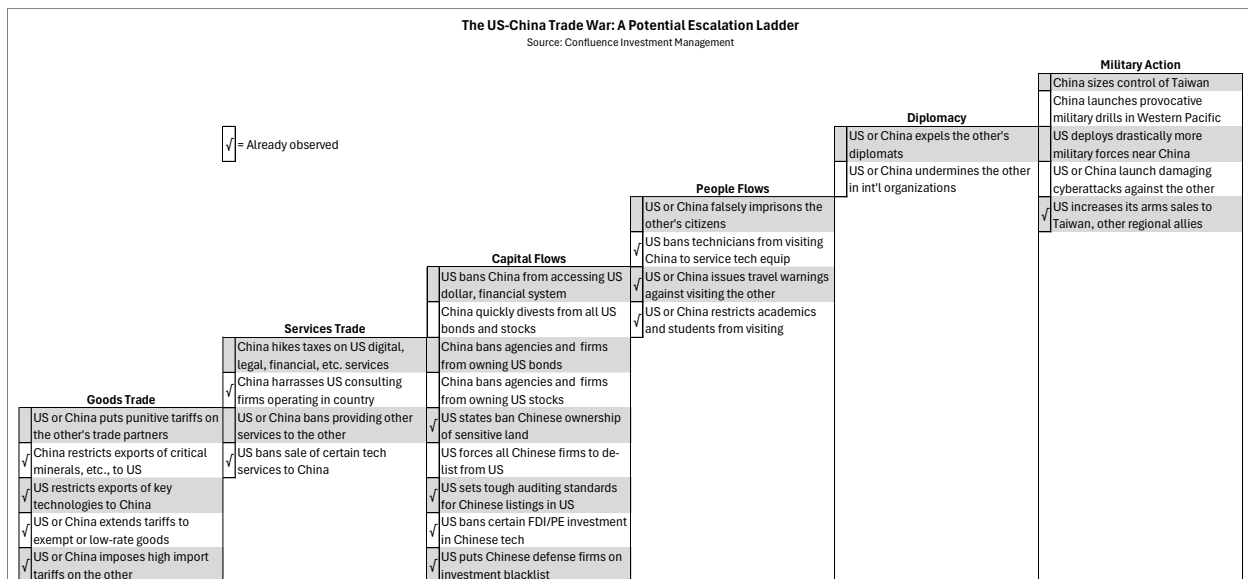 The US-China Trade War: A Potential Escalation Ladder
Source: Confluence Investment Management
√ = Already observed
Goods Trade
US or China puts punitive tariffs on
the other's trade partners
√ China restricts exports of critical
minerals, etc., to US
√ US restricts exports of key
technologies to China
√ US or China extends tariffs to
exempt or low-rate goods
√ US or China imposes high import
tariffs on the other
Services Trade
China hikes taxes on US digital,
legal, financial, etc. services
√ China harrasses US consulting
firms operating in country
US or China bans providing other
services to the other
√ US bans sale of certain tech
services to China
Capital Flows
US bans China from accessing US
dollar, financial system
China quickly divests from all US
bonds and stocks
China bans agencies and firms
from owning US bonds
China bans agencies and firms
from owning US stocks
√ US states ban Chinese ownership
of sensitive land
US forces all Chinese firms to de-
list from US
√ US sets tough auditing standards
for Chinese listings in US
√ US bans certain FDI/PE investment
in Chinese tech
√ US puts Chinese defense firms on
investment blacklist
People Flows
US or China falsely imprisons the
other's citizens
√ US bans technicians from visiting
China to service tech equip
√ US or China issues travel warnings
against visiting the other
√ US or China restricts academics
and students from visiting
Diplomacy
US or China expels the other's
diplomats
US or China undermines the other
in int'l organizations
Military Action
China sizes control of Taiwan
China launches provocative
military drills in Western Pacific
US deploys drastically more
military forces near China
US or China launch damaging
cyberattacks against the other
√ US increases its arms sales to
Taiwan, other regional allies